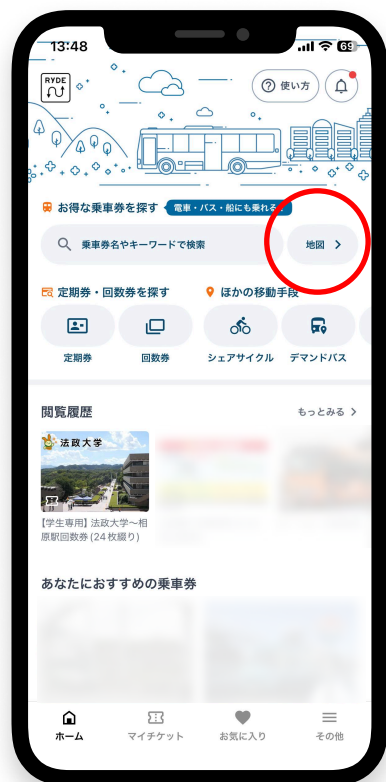 13:48
69
RYDE
使い方
お得な乗車券を探す
電車・バス・船にも乗れる
乗車券名やキーワードで検索
地図
定期券・回数券を探す
ほかの移動手段
定期券
回数券
シェアサイクル
デマンドバス
閲覧履歴
もっとみる
法政大学
【学生専用】法政大学〜相
原駅回数券(24枚綴り)
あなたにおすすめの乗車券
ホーム
マイチケット
お気に入り
その他